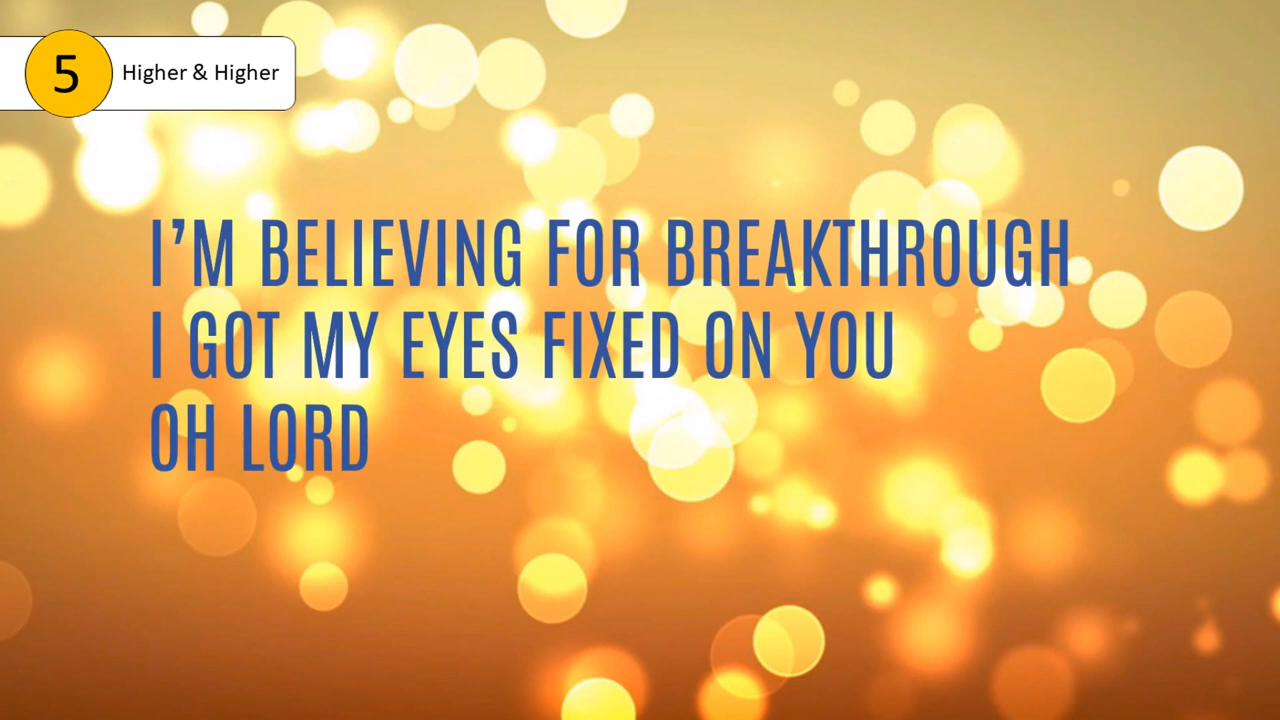 5
Higher & Higher
I’M BELIEVING FOR BREAKTHROUGH
I GOT MY EYES FIXED ON YOU
OH LORD